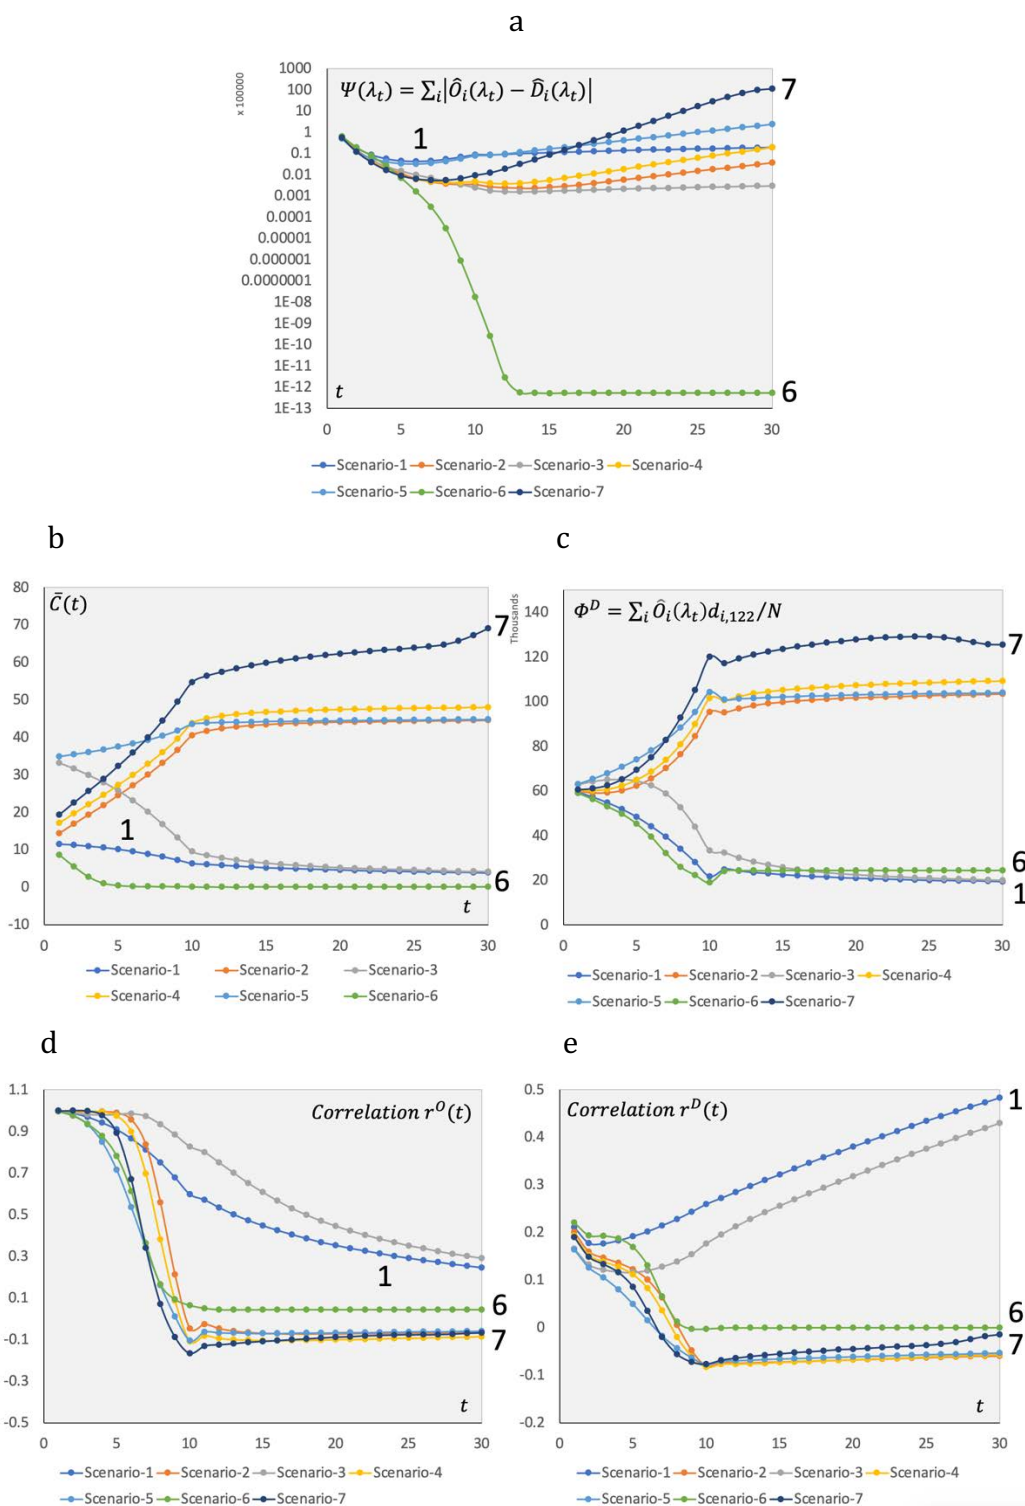 a
x 100000
1000
100
10
1
0.1
0.01
0.001
0.0001
0.00001
0.000001
0.0000001
1E-08
1E-09
1E-10
1E-11
1E-12
1E-13
Ψ(λₜ) = ∑ᵢ|Ôᵢ(λₜ) − D̂ᵢ(λₜ)|
1
7
6
t
0 5 10 15 20 25 30
Scenario-1 Scenario-2 Scenario-3 Scenario-4
Scenario-5 Scenario-6 Scenario-7
b
80
70
60
50
40
30
20
10
0
-10
C̄(t)
7
1
6
t
0 5 10 15 20 25 30
Scenario-1 Scenario-2 Scenario-3
Scenario-4 Scenario-5 Scenario-6
c
Thousands
140
120
100
80
60
40
20
0
Φᴰ = ∑ᵢ Ôᵢ(λₜ)dᵢ,₁₂₂/N
7
6
1
0 5 10 15 20 25 30
Scenario-1 Scenario-2 Scenario-3 Scenario-4
Scenario-5 Scenario-6 Scenario-7
d
1.1
0.9
0.7
0.5
0.3
0.1
-0.1
-0.3
-0.5
Correlation rᴼ(t)
1
6
7
t
0 5 10 15 20 25 30
Scenario-1 Scenario-2 Scenario-3 Scenario-4
Scenario-5 Scenario-6 Scenario-7
e
0.5
0.4
0.3
0.2
0.1
0
-0.1
-0.2
Correlation rᴰ(t)
1
6
7
t
0 5 10 15 20 25 30
Scenario-1 Scenario-2 Scenario-3 Scenario-4
Scenario-5 Scenario-6 Scenario-7